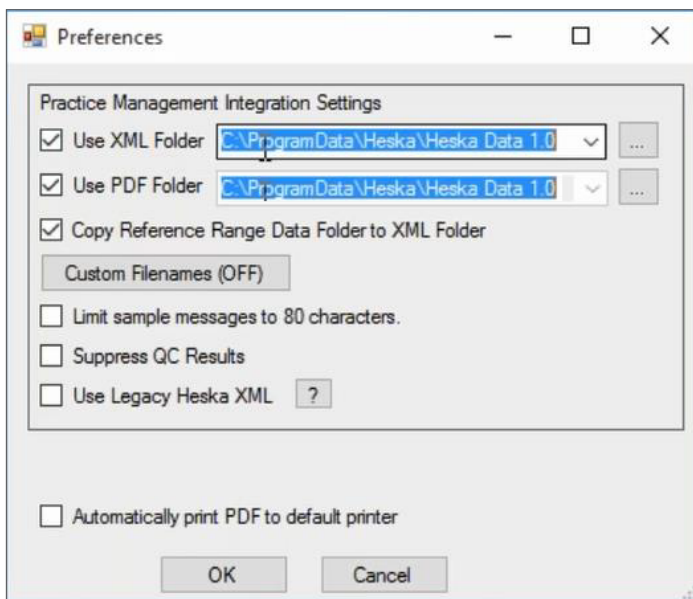 Preferences
Practice Management Integration Settings
Use XML Folder C:\ProgramData\Heska\Heska Data 1.0 ...
Use PDF Folder C:\ProgramData\Heska\Heska Data 1.0 ...
Copy Reference Range Data Folder to XML Folder
Custom Filenames (OFF)
Limit sample messages to 80 characters.
Suppress QC Results
Use Legacy Heska XML ?
Automatically print PDF to default printer
OK Cancel